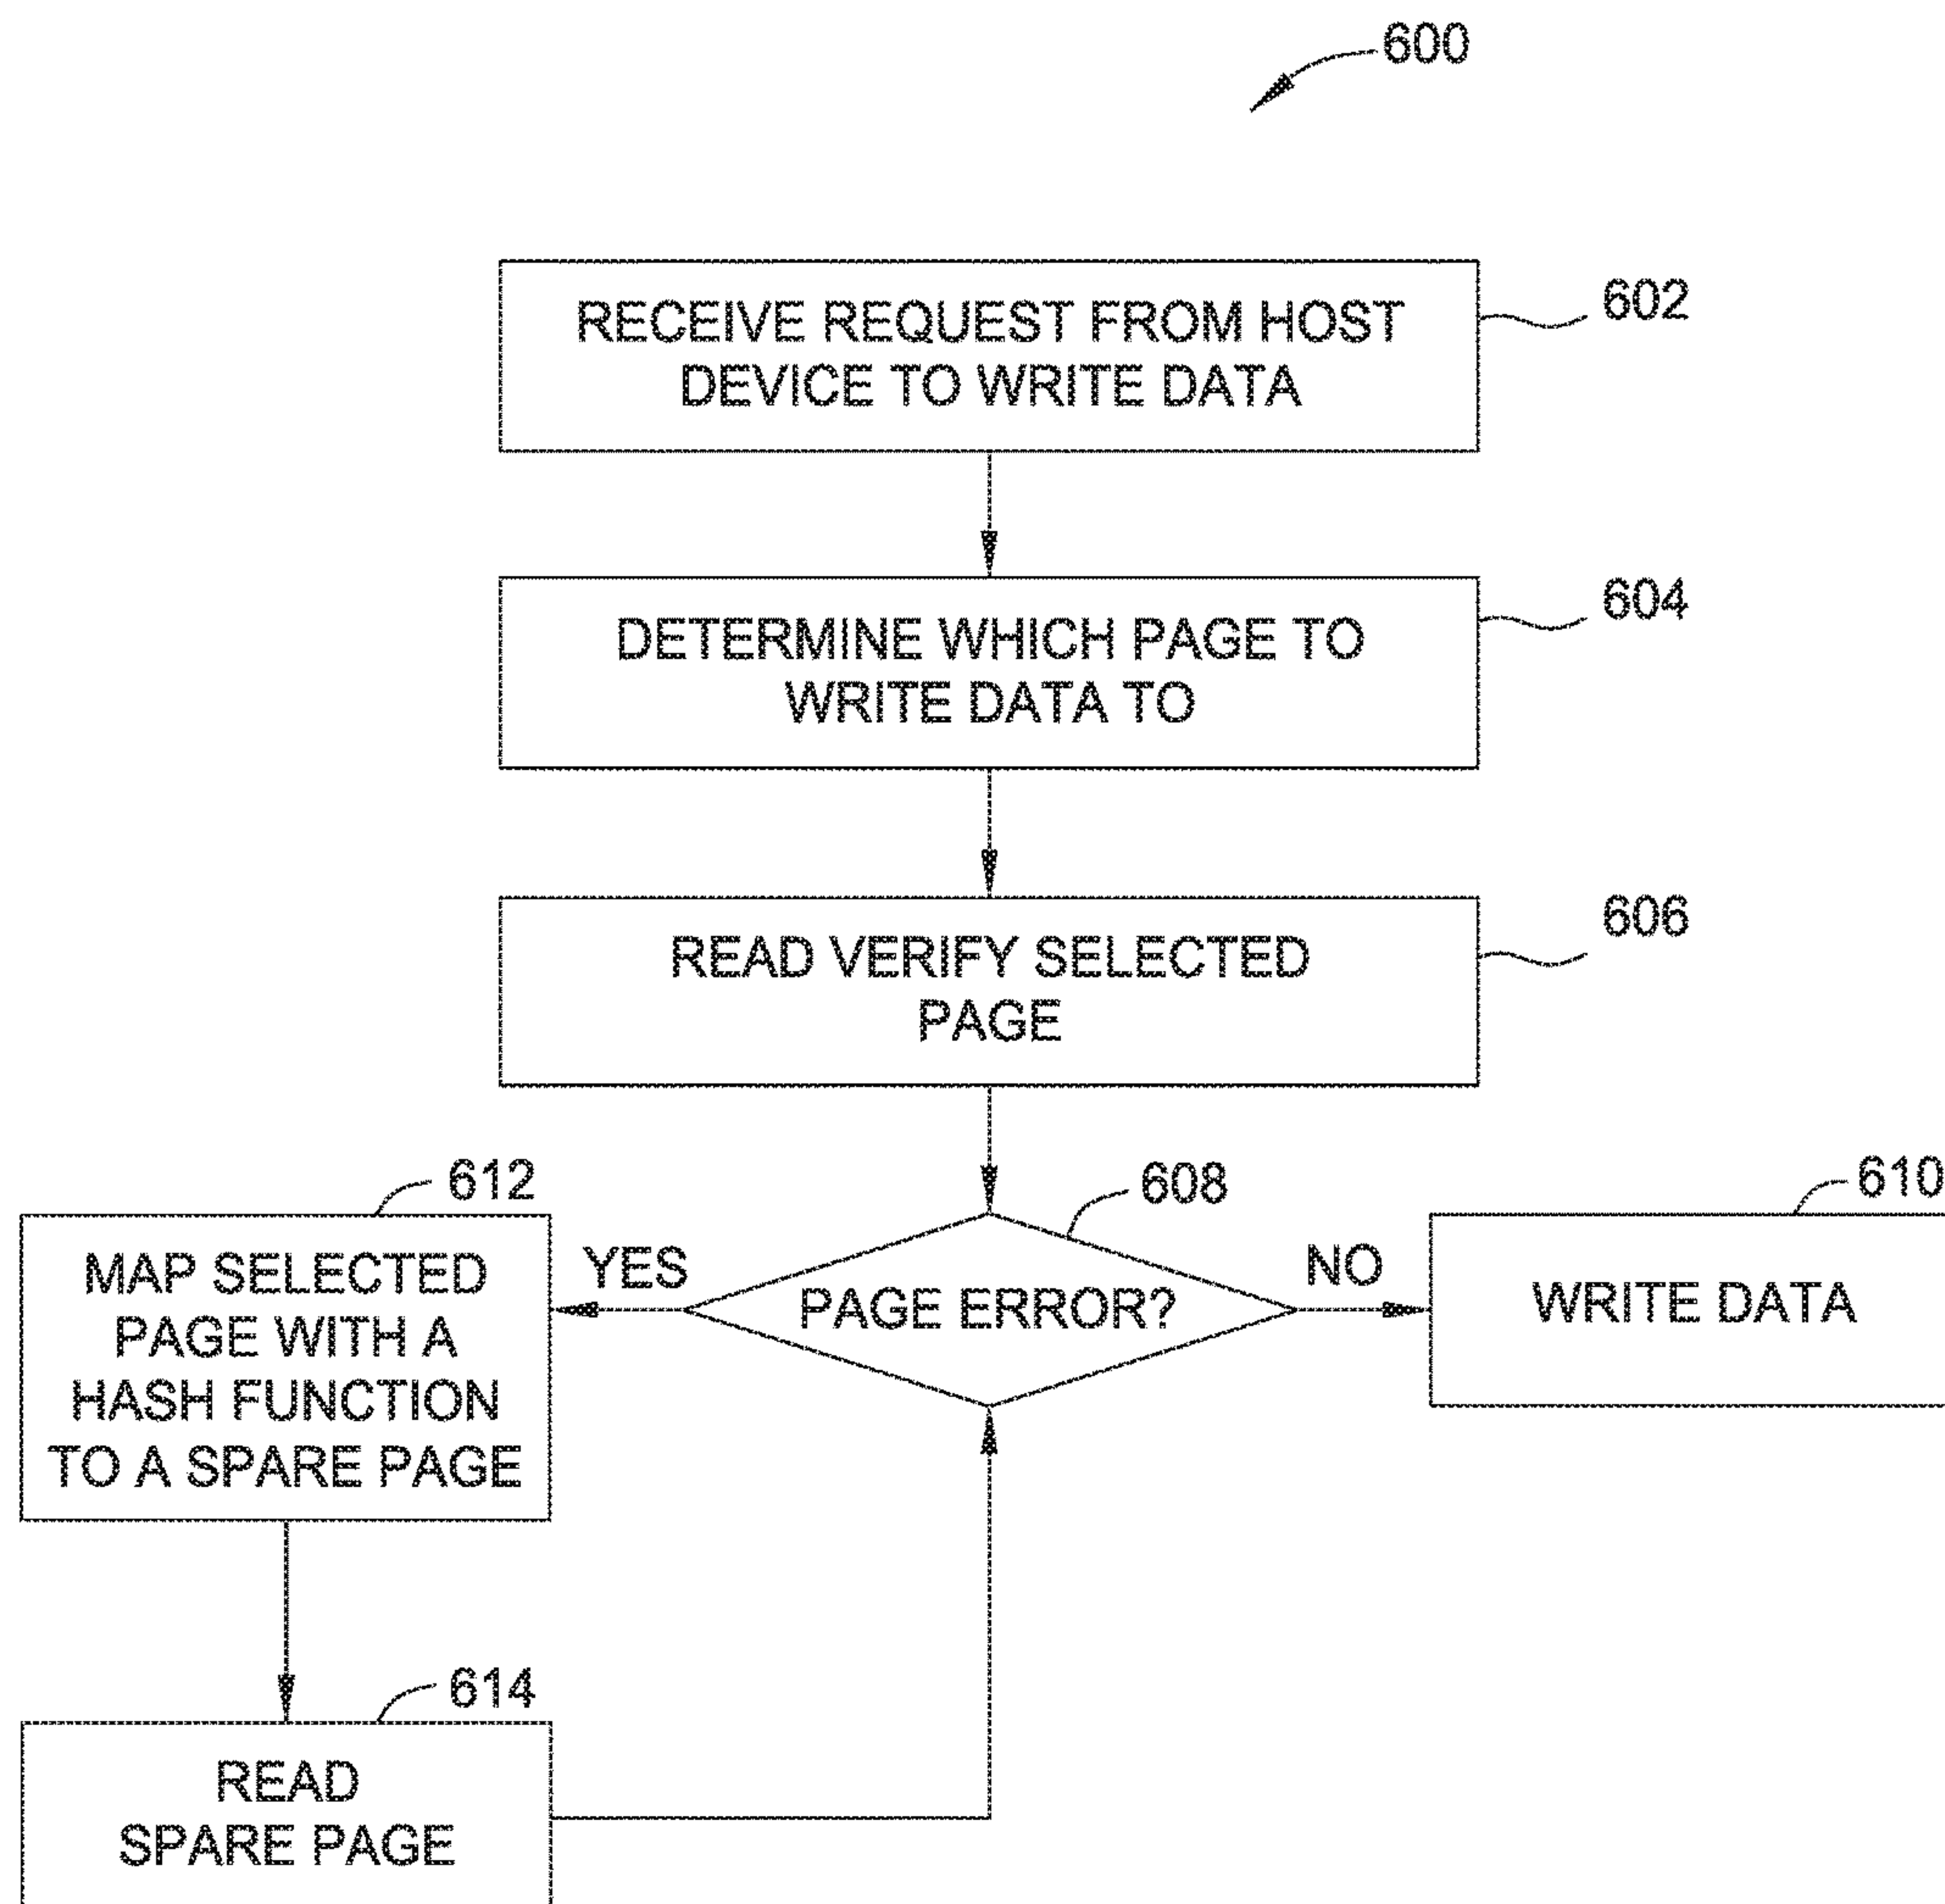 600
RECEIVE REQUEST FROM HOST
DEVICE TO WRITE DATA
602
DETERMINE WHICH PAGE TO
WRITE DATA TO
604
READ VERIFY SELECTED
PAGE
606
612
608
610
MAP SELECTED
PAGE WITH A
HASH FUNCTION
TO A SPARE PAGE
YES
PAGE ERROR?
NO
WRITE DATA
614
READ
SPARE PAGE